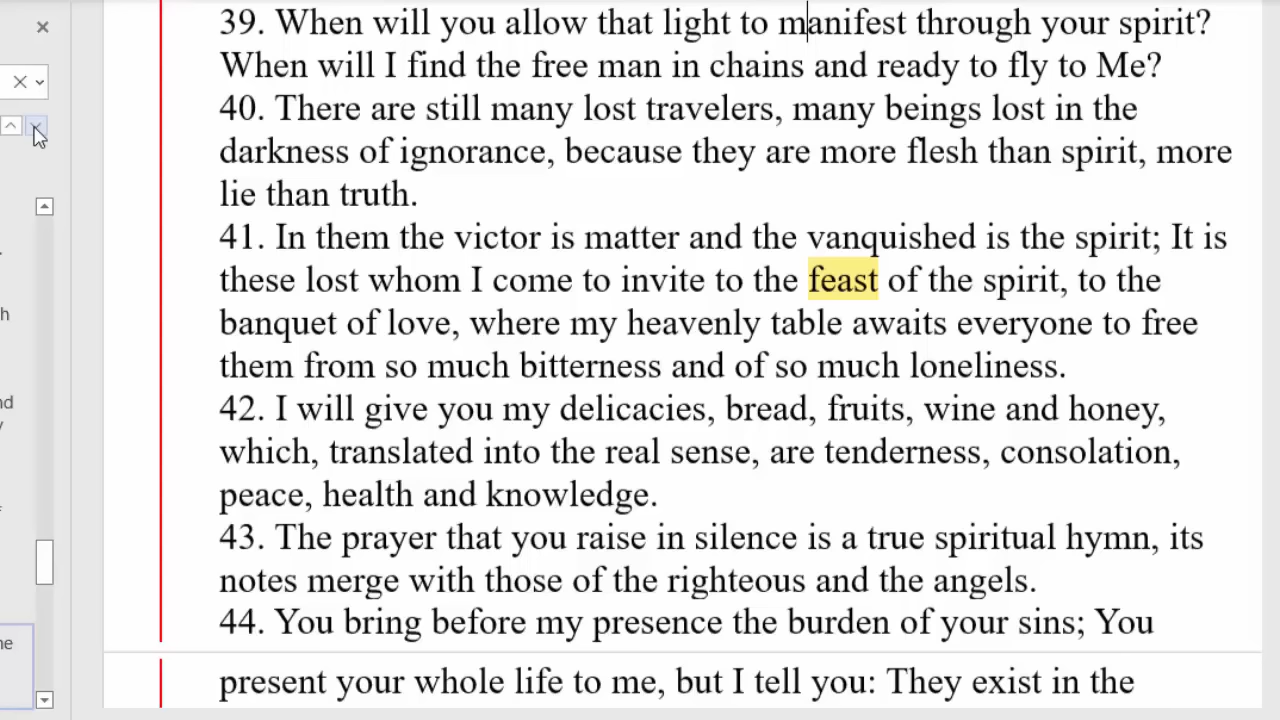 39. When will you allow that light to manifest through your spirit?
When will I find the free man in chains and ready to fly to Me?
40. There are still many lost travelers, many beings lost in the
darkness of ignorance, because they are more flesh than spirit, more
lie than truth.
41. In them the victor is matter and the vanquished is the spirit; It is
these lost whom I come to invite to the feast of the spirit, to the
banquet of love, where my heavenly table awaits everyone to free
them from so much bitterness and of so much loneliness.
42. I will give you my delicacies, bread, fruits, wine and honey,
which, translated into the real sense, are tenderness, consolation,
peace, health and knowledge.
43. The prayer that you raise in silence is a true spiritual hymn, its
notes merge with those of the righteous and the angels.
44. You bring before my presence the burden of your sins; You
present your whole life to me, but I tell you: They exist in the